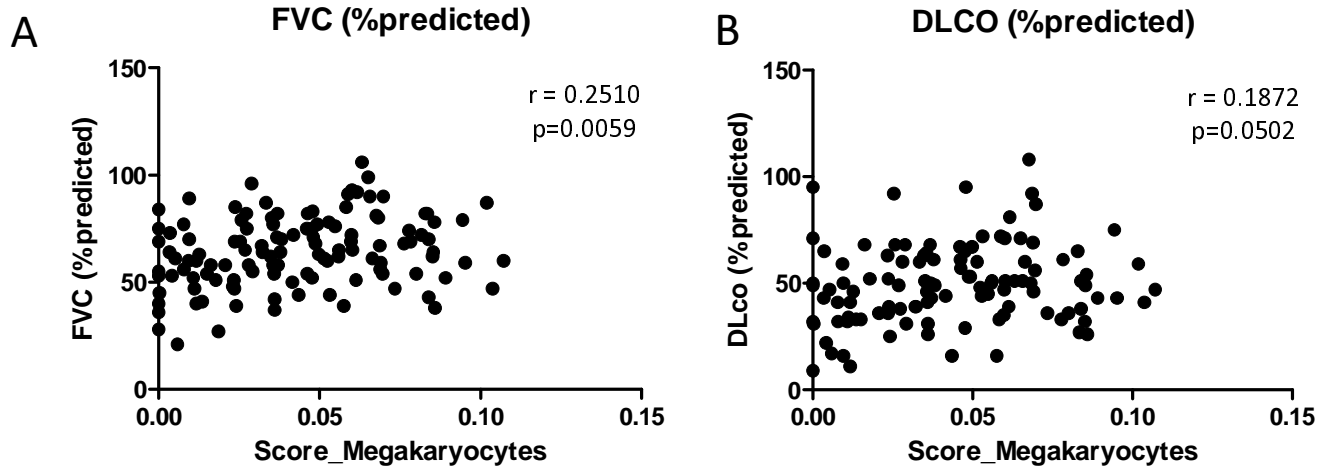 A
FVC (%predicted)
r = 0.2510
p=0.0059
FVC (%predicted)
150
100
50
0
0.00 0.05 0.10 0.15
Score_Megakaryocytes
B
DLCO (%predicted)
r = 0.1872
p=0.0502
DLco (%predicted)
150
100
50
0
0.00 0.05 0.10 0.15
Score_Megakaryocytes